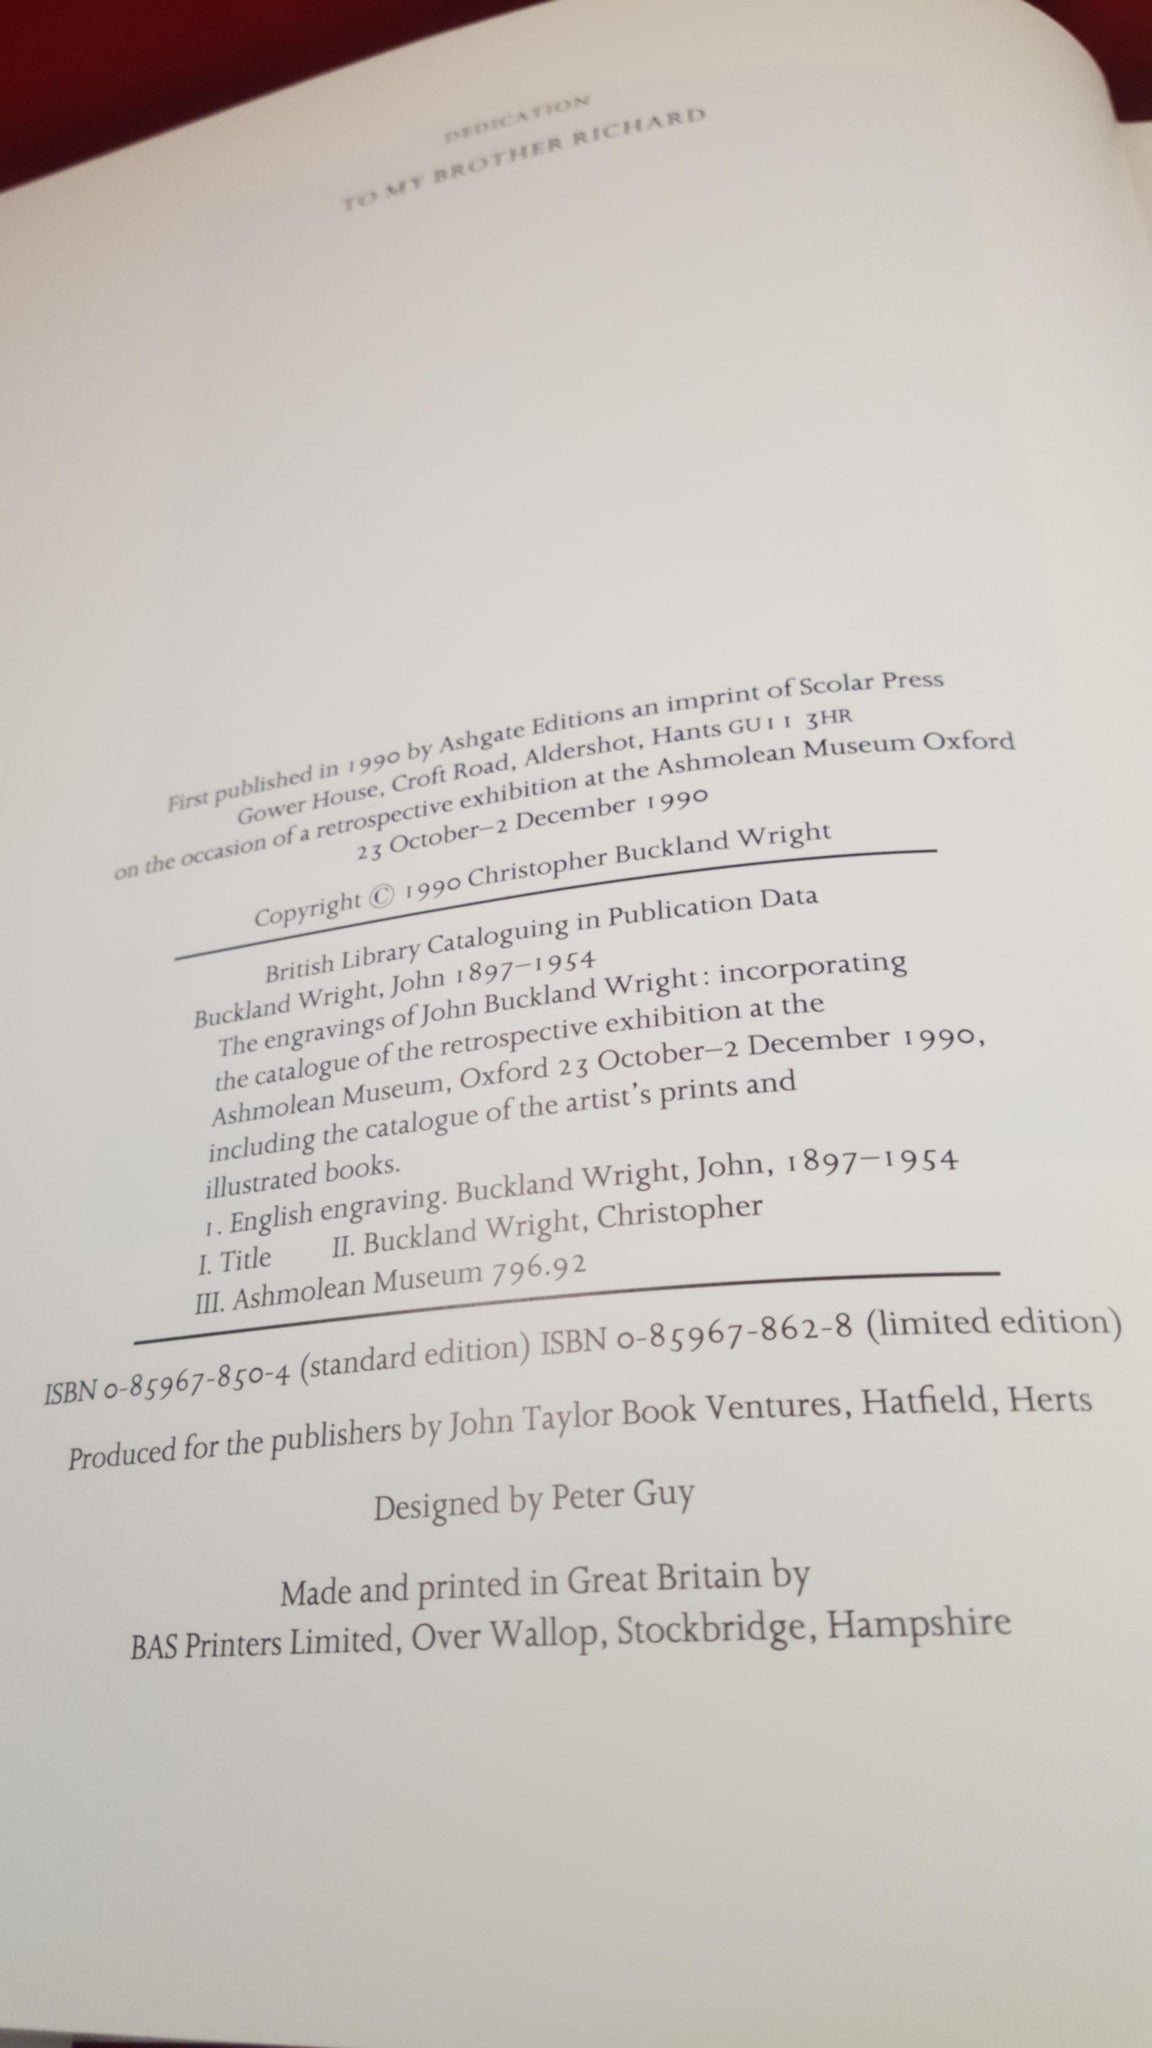 DEDICATION
TO MY BROTHER RICHARD
First published in 1990 by Ashgate Editions an imprint of Scolar Press
Gower House, Croft Road, Aldershot, Hants GU11 3HR
on the occasion of a retrospective exhibition at the Ashmolean Museum Oxford
23 October–2 December 1990
Copyright © 1990 Christopher Buckland Wright
British Library Cataloguing in Publication Data
Buckland Wright, John 1897–1954
The engravings of John Buckland Wright: incorporating
the catalogue of the retrospective exhibition at the
Ashmolean Museum, Oxford 23 October–2 December 1990,
including the catalogue of the artist's prints and
illustrated books.
1. English engraving. Buckland Wright, John, 1897–1954
I. Title II. Buckland Wright, Christopher
III. Ashmolean Museum 796.92
ISBN 0-85967-850-4 (standard edition) ISBN 0-85967-862-8 (limited edition)
Produced for the publishers by John Taylor Book Ventures, Hatfield, Herts
Designed by Peter Guy
Made and printed in Great Britain by
BAS Printers Limited, Over Wallop, Stockbridge, Hampshire